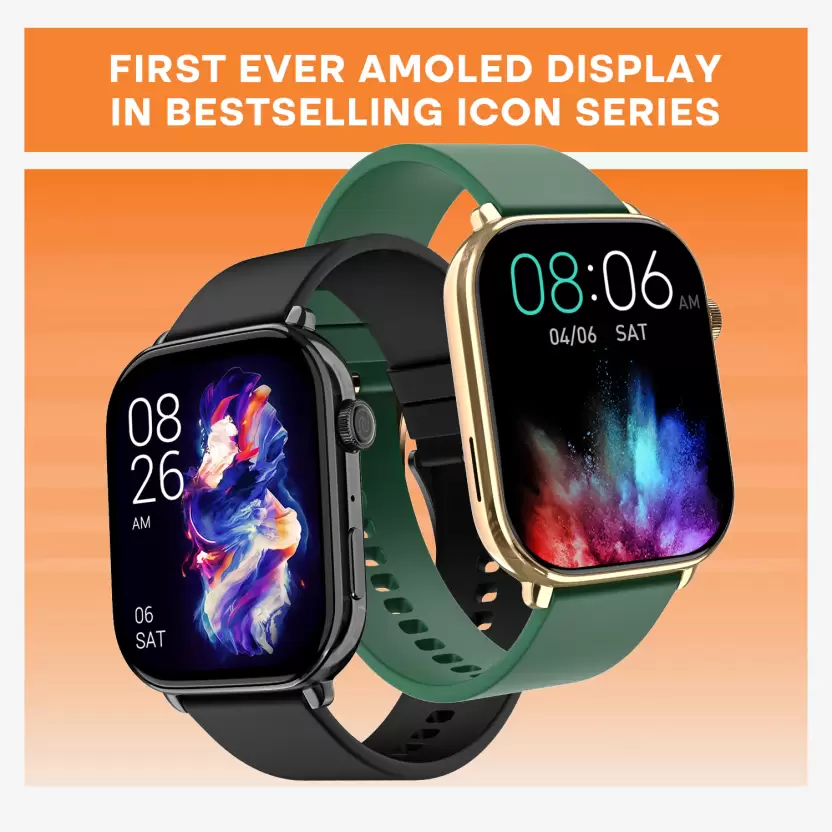 FIRST EVER AMOLED DISPLAY
IN BESTSELLING ICON SERIES
08:06 AM
04/06 SAT
08
26
AM
06
SAT